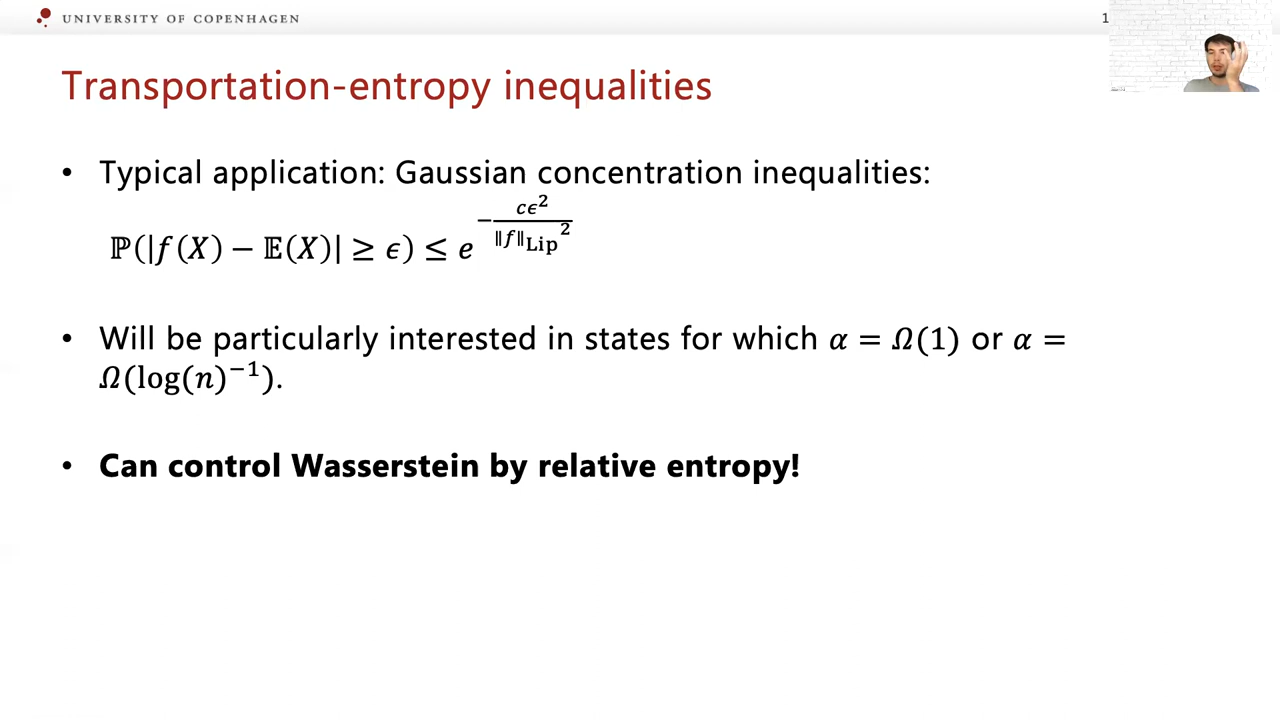 UNIVERSITY OF COPENHAGEN
1
Transportation-entropy inequalities
• Typical application: Gaussian concentration inequalities:
ℙ(|f(X) − 𝔼(X)| ≥ ϵ) ≤ e^{−cϵ²/‖f‖_Lip²}
• Will be particularly interested in states for which α = Ω(1) or α =
Ω(log(n)⁻¹).
• Can control Wasserstein by relative entropy!